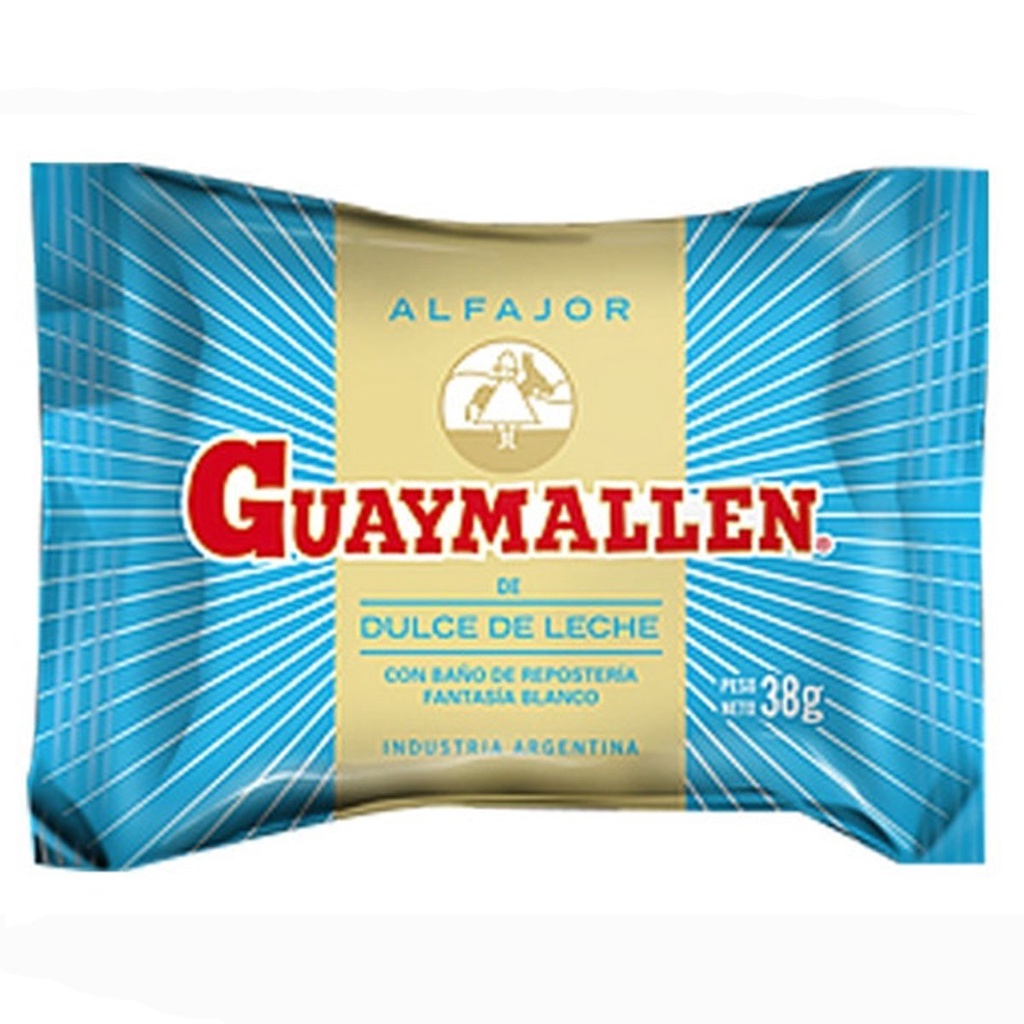 ALFAJOR
GUAYMALLEN®
DE
DULCE DE LECHE
CON BAÑO DE REPOSTERÍA
FANTASÍA BLANCO
PESO
NETO 38g
INDUSTRIA ARGENTINA